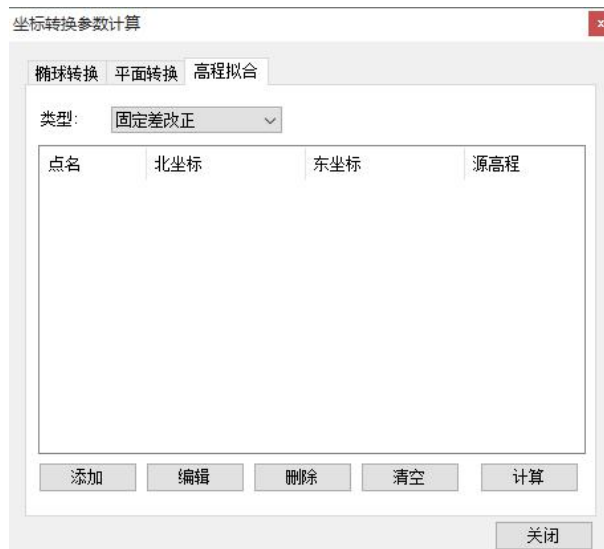 坐标转换参数计算
椭球转换 平面转换 高程拟合
类型: 固定差改正
点名 北坐标 东坐标 源高程
添加 编辑 删除 清空 计算
关闭